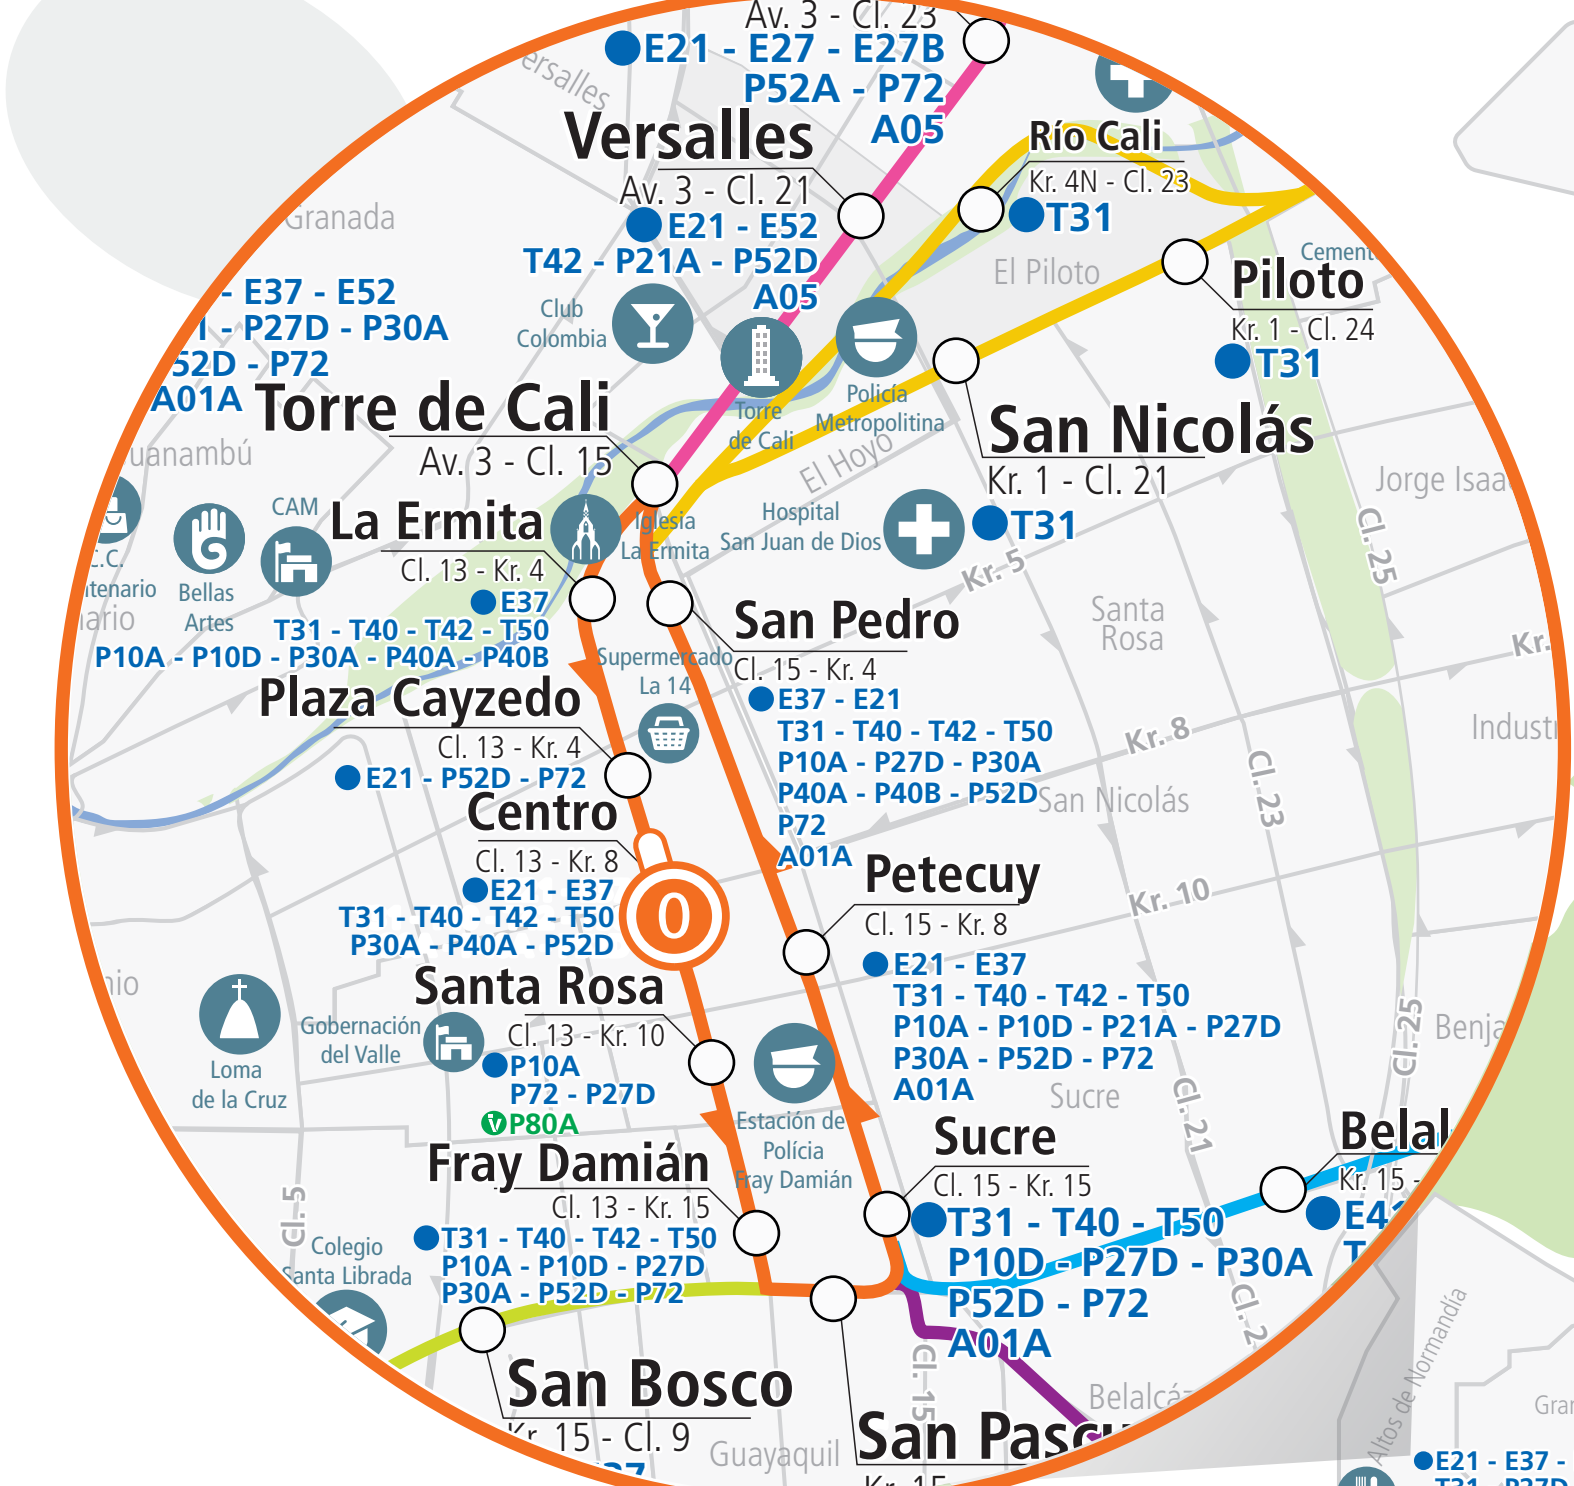 Av. 3 - Cl. 23
E21 - E27 - E27B
P52A - P72
A05
Versalles
Av. 3 - Cl. 21
E21 - E52
T42 - P21A - P52D
A05
Río Cali
Kr. 4N - Cl. 23
T31
Granada
El Piloto
Piloto
Kr. 1 - Cl. 24
T31
- E37 - E52
- P27D - P30A
52D - P72
A01A
Club
Colombia
Torre
de Cali
Policía
Metropolitina
Torre de Cali
Av. 3 - Cl. 15
San Nicolás
Kr. 1 - Cl. 21
T31
El Hoyo
CAM
Bellas
Artes
C.C.
La Ermita
Cl. 13 - Kr. 4
E37
T31 - T40 - T42 - T50
P10A - P10D - P30A - P40A - P40B
Iglesia
La Ermita
Hospital
San Juan de Dios
Kr. 5
Cl. 25
Santa
Rosa
San Pedro
Cl. 15 - Kr. 4
E37 - E21
T31 - T40 - T42 - T50
P10A - P27D - P30A
P40A - P40B - P52D
P72
A01A
Supermercado
La 14
Plaza Cayzedo
Cl. 13 - Kr. 4
E21 - P52D - P72
Kr.
Kr. 8
Cl. 23
San Nicolás
Centro
Cl. 13 - Kr. 8
E21 - E37
T31 - T40 - T42 - T50
P30A - P40A - P52D
0
Petecuy
Cl. 15 - Kr. 8
E21 - E37
T31 - T40 - T42 - T50
P10A - P10D - P21A - P27D
P30A - P52D - P72
A01A
Kr. 10
Santa Rosa
Cl. 13 - Kr. 10
P10A
P72 - P27D
P80A
Gobernación
del Valle
Loma
de la Cruz
Estación de
Polícia
Fray Damián
Sucre
Cl. 25
Cl. 21
Fray Damián
Cl. 13 - Kr. 15
T31 - T40 - T42 - T50
P10A - P10D - P27D
P30A - P52D - P72
Sucre
Cl. 15 - Kr. 15
T31 - T40 - T50
P10D - P27D - P30A
P52D - P72
A01A
Kr. 15 -
Cl. 5
Colegio
Santa Librada
San Bosco
Kr. 15 - Cl. 9
Guayaquil
Cl. 15
Altos de Normandía
E21 - E37 -